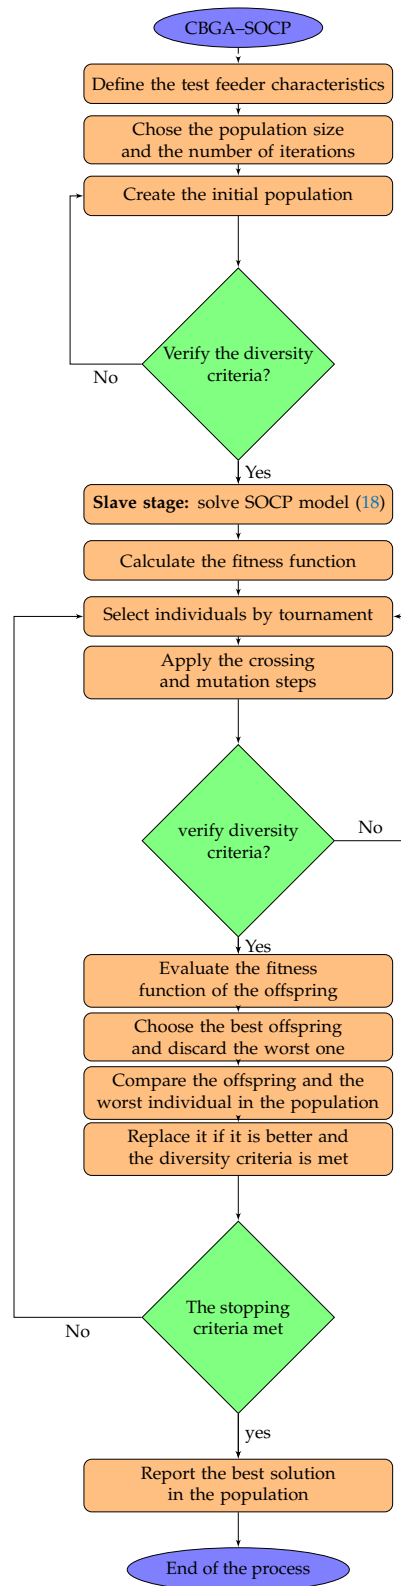 CBGA–SOCP
Define the test feeder characteristics
Chose the population size
and the number of iterations
Create the initial population
Verify the diversity
criteria?
No
Yes
Slave stage: solve SOCP model (18)
Calculate the fitness function
Select individuals by tournament
Apply the crossing
and mutation steps
verify diversity
criteria?
No
Yes
Evaluate the fitness
function of the offspring
Choose the best offspring
and discard the worst one
Compare the offspring and the
worst individual in the population
Replace it if it is better and
the diversity criteria is met
The stopping
criteria met
No
yes
Report the best solution
in the population
End of the process